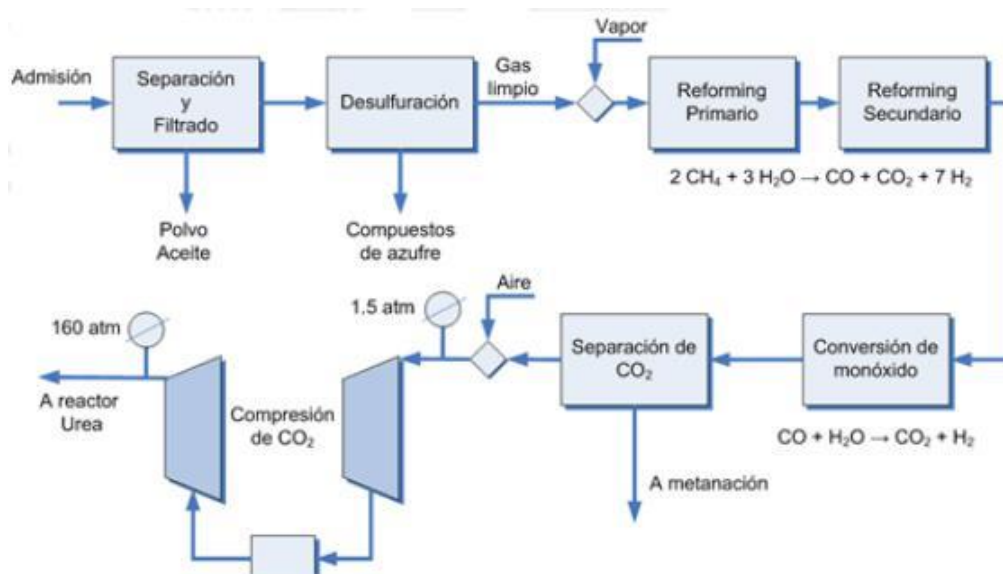 Vapor
Admisión
Separación
y
Filtrado
Desulfuración
Gas
limpio
Reforming
Primario
Reforming
Secundario
2 CH₄ + 3 H₂O → CO + CO₂ + 7 H₂
Polvo
Aceite
Compuestos
de azufre
Aire
1.5 atm
160 atm
Separación de
CO₂
Conversión de
monóxido
A reactor
Urea
Compresión
de CO₂
CO + H₂O → CO₂ + H₂
A metanación